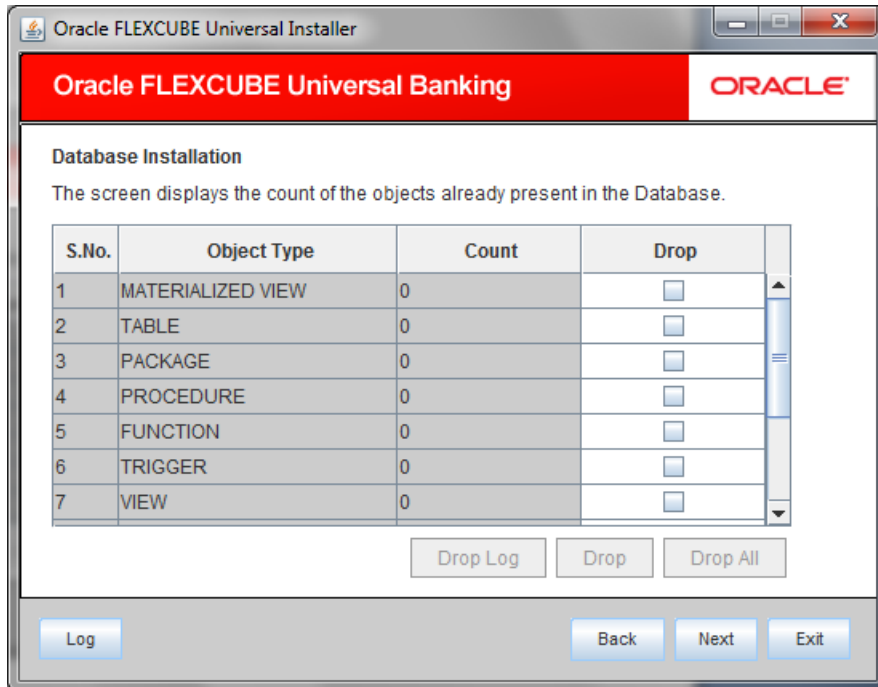 Oracle FLEXCUBE Universal Installer
Oracle FLEXCUBE Universal Banking
ORACLE
Database Installation
The screen displays the count of the objects already present in the Database.
S.No. Object Type Count Drop
1 MATERIALIZED VIEW 0
2 TABLE 0
3 PACKAGE 0
4 PROCEDURE 0
5 FUNCTION 0
6 TRIGGER 0
7 VIEW 0
Drop Log Drop Drop All
Log Back Next Exit